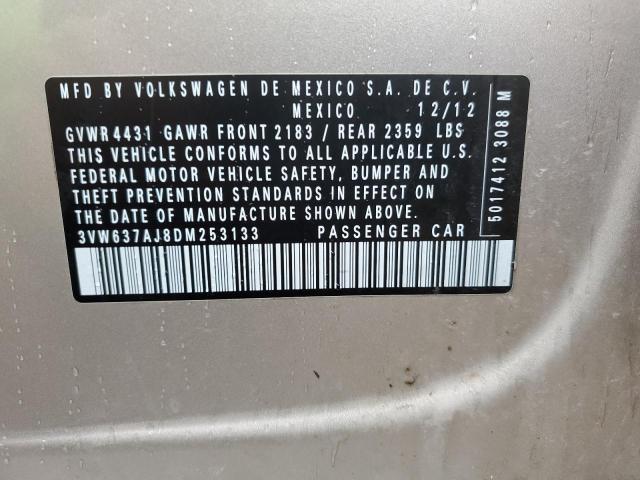 MFD BY VOLKSWAGEN DE MEXICO S.A. DE C.V.
MEXICO 12/12
GVWR 4431 GAWR FRONT 2183 / REAR 2359 LBS
THIS VEHICLE CONFORMS TO ALL APPLICABLE U.S.
FEDERAL MOTOR VEHICLE SAFETY, BUMPER AND
THEFT PREVENTION STANDARDS IN EFFECT ON
THE DATE OF MANUFACTURE SHOWN ABOVE.
3VW637AJ8DM253133 PASSENGER CAR
5017412 3088 M